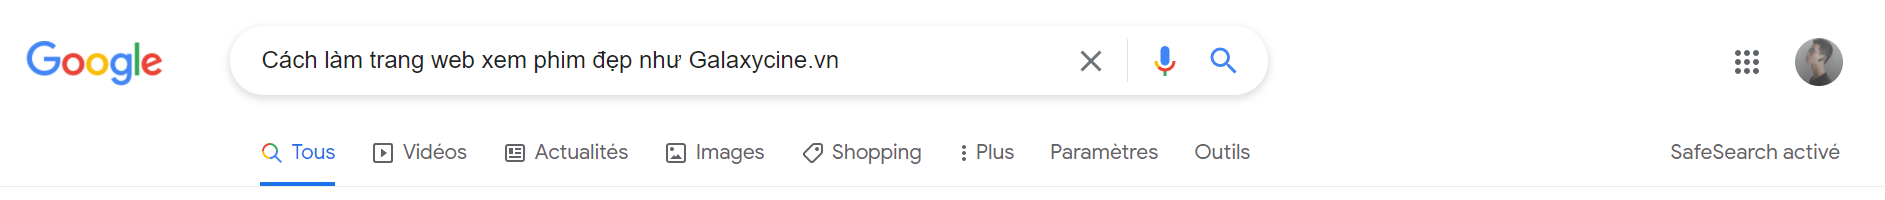 Google Cách làm trang web xem phim đẹp như Galaxycine.vn
Tous Vidéos Actualités Images Shopping Plus Paramètres Outils SafeSearch activé